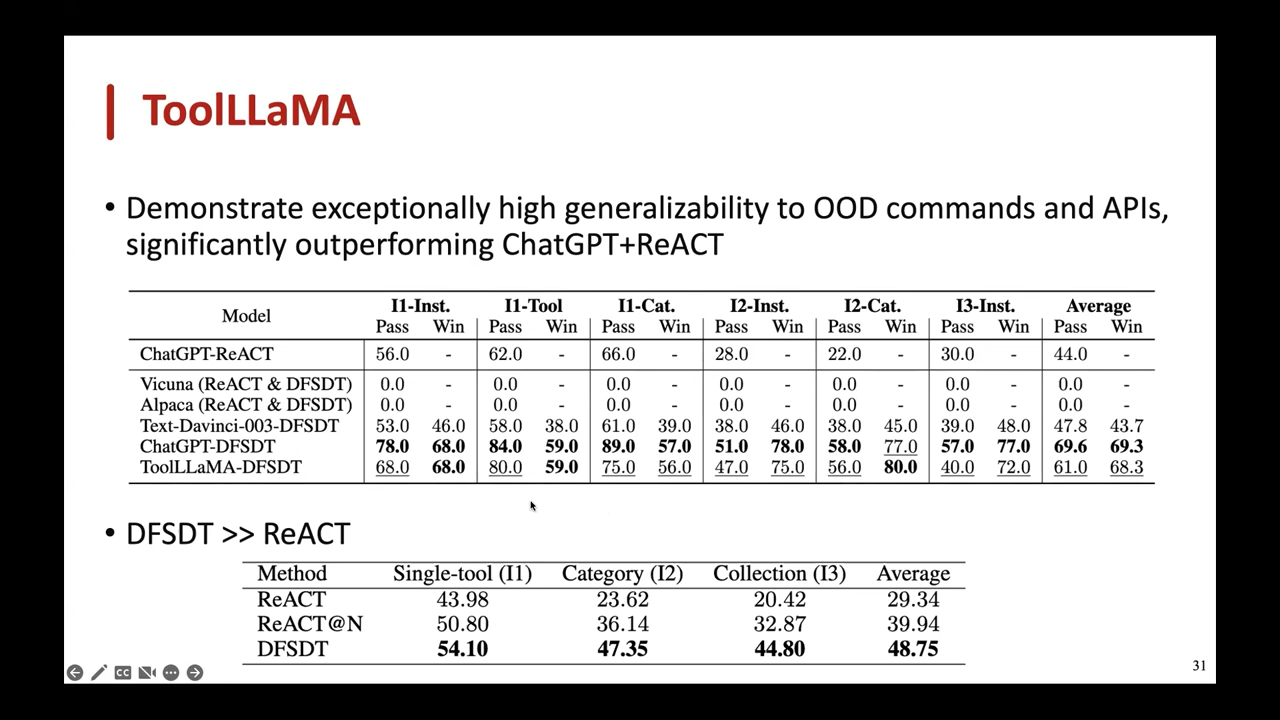 ToolLLaMA
• Demonstrate exceptionally high generalizability to OOD commands and APIs,
significantly outperforming ChatGPT+ReACT
Model I1-Inst. I1-Tool I1-Cat. I2-Inst. I2-Cat. I3-Inst. Average
Pass Win Pass Win Pass Win Pass Win Pass Win Pass Win Pass Win
ChatGPT-ReACT 56.0 - 62.0 - 66.0 - 28.0 - 22.0 - 30.0 - 44.0 -
Vicuna (ReACT & DFSDT) 0.0 - 0.0 - 0.0 - 0.0 - 0.0 - 0.0 - 0.0 -
Alpaca (ReACT & DFSDT) 0.0 - 0.0 - 0.0 - 0.0 - 0.0 - 0.0 - 0.0 -
Text-Davinci-003-DFSDT 53.0 46.0 58.0 38.0 61.0 39.0 38.0 46.0 38.0 45.0 39.0 48.0 47.8 43.7
ChatGPT-DFSDT 78.0 68.0 84.0 59.0 89.0 57.0 51.0 78.0 58.0 77.0 57.0 77.0 69.6 69.3
ToolLLaMA-DFSDT 68.0 68.0 80.0 59.0 75.0 56.0 47.0 75.0 56.0 80.0 40.0 72.0 61.0 68.3
• DFSDT >> ReACT
Method Single-tool (I1) Category (I2) Collection (I3) Average
ReACT 43.98 23.62 20.42 29.34
ReACT@N 50.80 36.14 32.87 39.94
DFSDT 54.10 47.35 44.80 48.75
CC
31